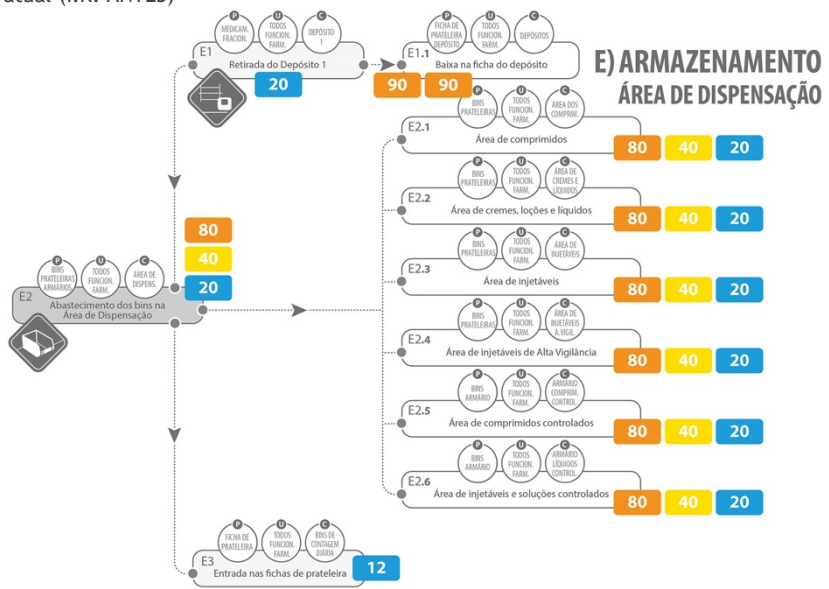 atual (I.R. ANTES)
E) ARMAZENAMENTO
ÁREA DE DISPENSAÇÃO
P
U
C
MEDICAM.
FRACION.
TODOS
FUNCION.
FARM.
DEPÓSITO
1
E1
Retirada do Depósito 1
20
P
U
C
FICHA DE
PRATELEIRA
DEPÓSITO
TODOS
FUNCION.
FARM.
DEPÓSITOS
E1.1
Baixa na ficha do depósito
90
90
P
U
C
BINS
PRATELEIRAS
TODOS
FUNCION.
FARM.
ÁREA DOS
COMPRIM.
E2.1
Área de comprimidos
80
40
20
P
U
C
BINS
PRATELEIRAS
TODOS
FUNCION.
FARM.
ÁREA DE
CREMES E
LÍQUIDOS
E2.2
Área de cremes, loções e líquidos
80
40
20
P
U
C
BINS
PRATELEIRAS
TODOS
FUNCION.
FARM.
ÁREA DE
INJETÁVEIS
E2.3
Área de injetáveis
80
40
20
P
U
C
BINS
PRATELEIRAS
TODOS
FUNCION.
FARM.
ÁREA DE
INJETÁVEIS
A.VIGIL.
E2.4
Área de injetáveis de Alta Vigilância
80
40
20
P
U
C
BINS
ARMÁRIO
TODOS
FUNCION.
FARM.
ARMÁRIO
COMPRIM.
CONTROL.
E2.5
Área de comprimidos controlados
80
40
20
P
U
C
BINS
ARMÁRIO
TODOS
FUNCION.
FARM.
ARMÁRIO
LÍQUIDOS
CONTROL.
E2.6
Área de injetáveis e soluções controlados
80
40
20
80
40
20
P
U
C
BINS
PRATELEIRAS
ARMÁRIOS
TODOS
FUNCION.
FARM.
ÁREA DE
DISPENS.
E2
Abastecimento dos bins na
Área de Dispensação
P
U
C
FICHA DE
PRATELEIRA
TODOS
FUNCION.
FARM.
BINS DE
CONTAGEM
DIÁRIA
E3
Entrada nas fichas de prateleira
12